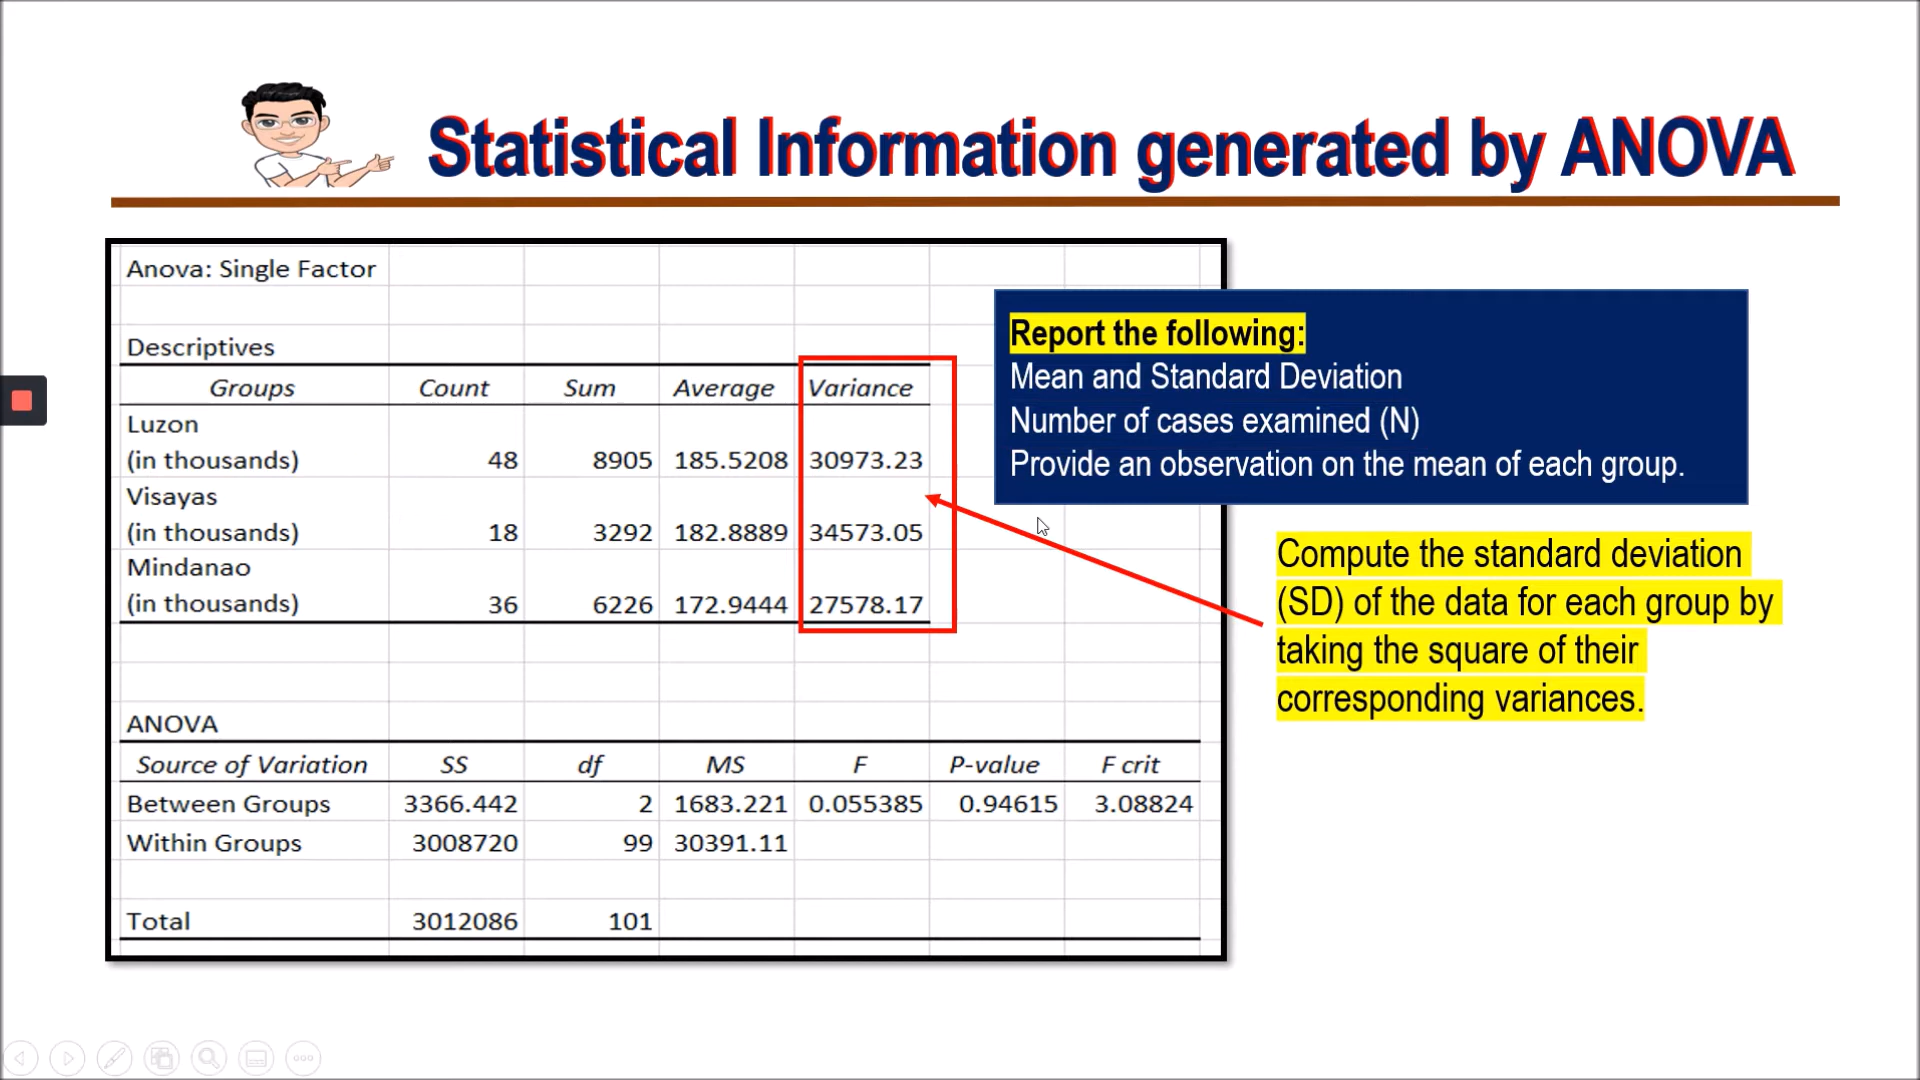 Statistical Information generated by ANOVA
Anova: Single Factor
Descriptives
Groups Count Sum Average Variance
Luzon
(in thousands) 48 8905 185.5208 30973.23
Visayas
(in thousands) 18 3292 182.8889 34573.05
Mindanao
(in thousands) 36 6226 172.9444 27578.17
ANOVA
Source of Variation SS df MS F P-value F crit
Between Groups 3366.442 2 1683.221 0.055385 0.94615 3.08824
Within Groups 3008720 99 30391.11
Total 3012086 101
Report the following:
Mean and Standard Deviation
Number of cases examined (N)
Provide an observation on the mean of each group.
Compute the standard deviation
(SD) of the data for each group by
taking the square of their
corresponding variances.